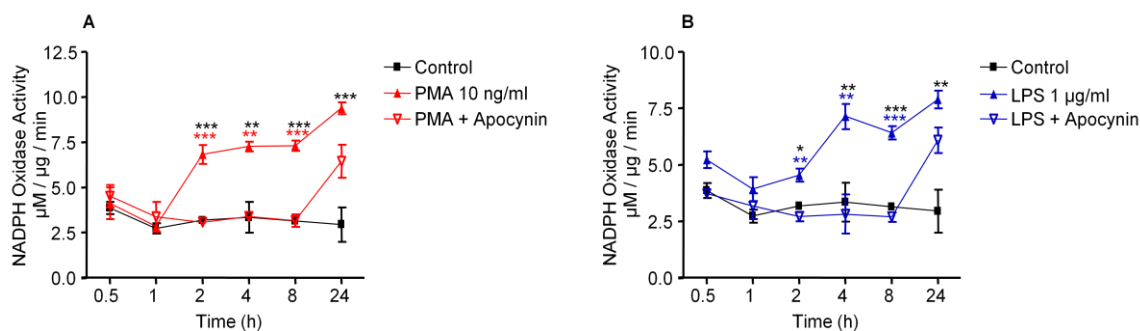 A
NADPH Oxidase Activity
µM / µg / min
12.5
10.0
7.5
5.0
2.5
0.0
*** *** ** ** *** *** ***
0.5 1 2 4 8 24
Time (h)
Control
PMA 10 ng/ml
PMA + Apocynin
B
NADPH Oxidase Activity
µM / µg / min
10.0
7.5
5.0
2.5
0.0
* ** ** ** *** *** **
0.5 1 2 4 8 24
Time (h)
Control
LPS 1 µg/ml
LPS + Apocynin